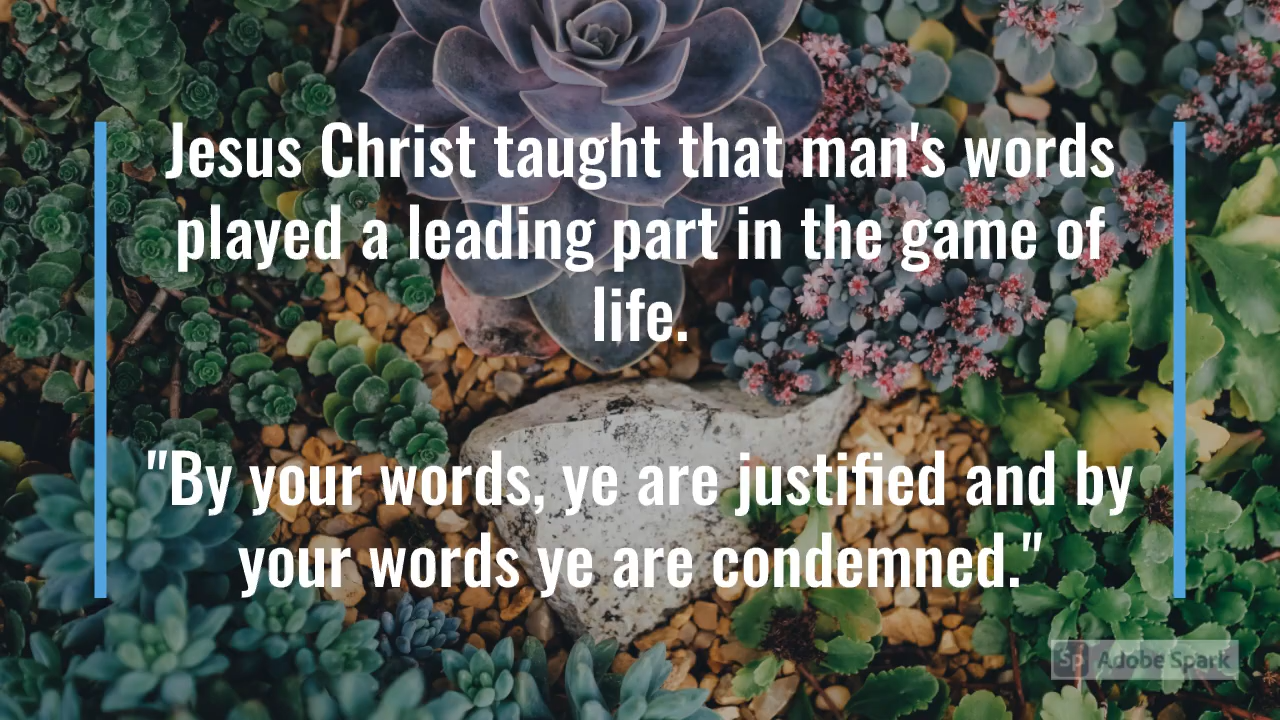 Jesus Christ taught that man's words
played a leading part in the game of
life.
"By your words, ye are justified and by
your words ye are condemned."
Sp Adobe Spark